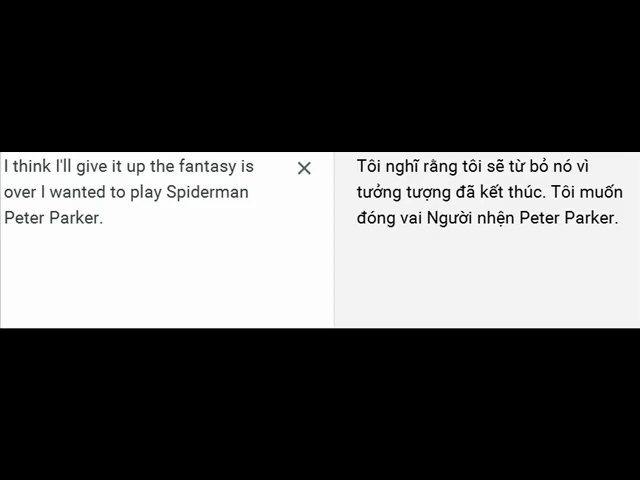 I think I'll give it up the fantasy is
over I wanted to play Spiderman
Peter Parker.
Tôi nghĩ rằng tôi sẽ từ bỏ nó vì
tưởng tượng đã kết thúc. Tôi muốn
đóng vai Người nhện Peter Parker.